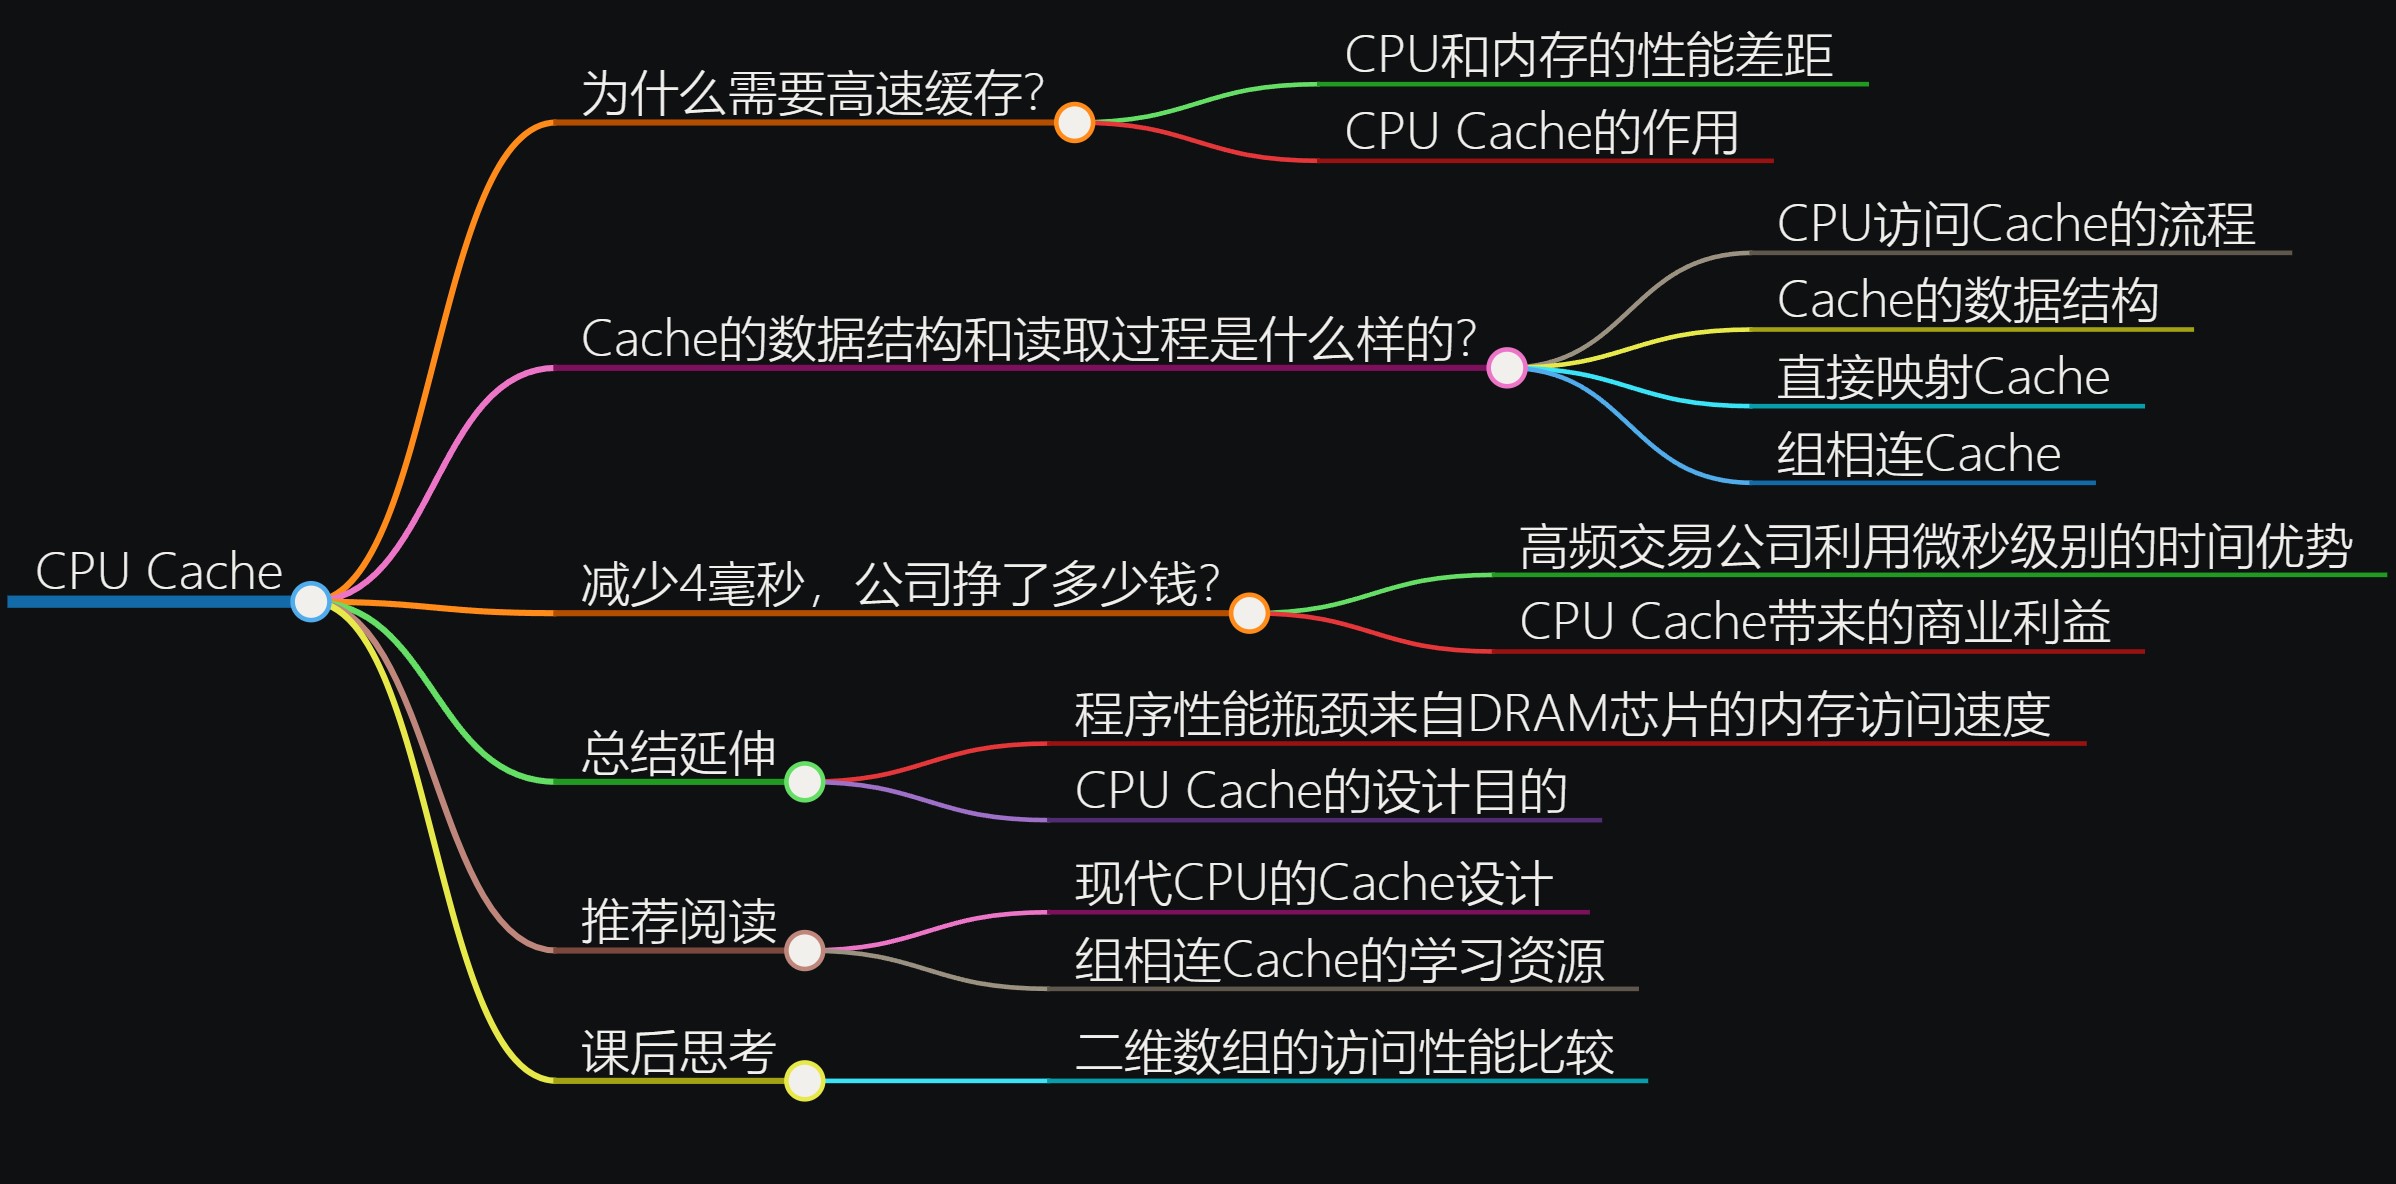 CPU Cache
为什么需要高速缓存?
CPU和内存的性能差距
CPU Cache的作用
Cache的数据结构和读取过程是什么样的?
CPU访问Cache的流程
Cache的数据结构
直接映射Cache
组相连Cache
减少4毫秒，公司挣了多少钱?
高频交易公司利用微秒级别的时间优势
CPU Cache带来的商业利益
总结延伸
程序性能瓶颈来自DRAM芯片的内存访问速度
CPU Cache的设计目的
推荐阅读
现代CPU的Cache设计
组相连Cache的学习资源
课后思考
二维数组的访问性能比较